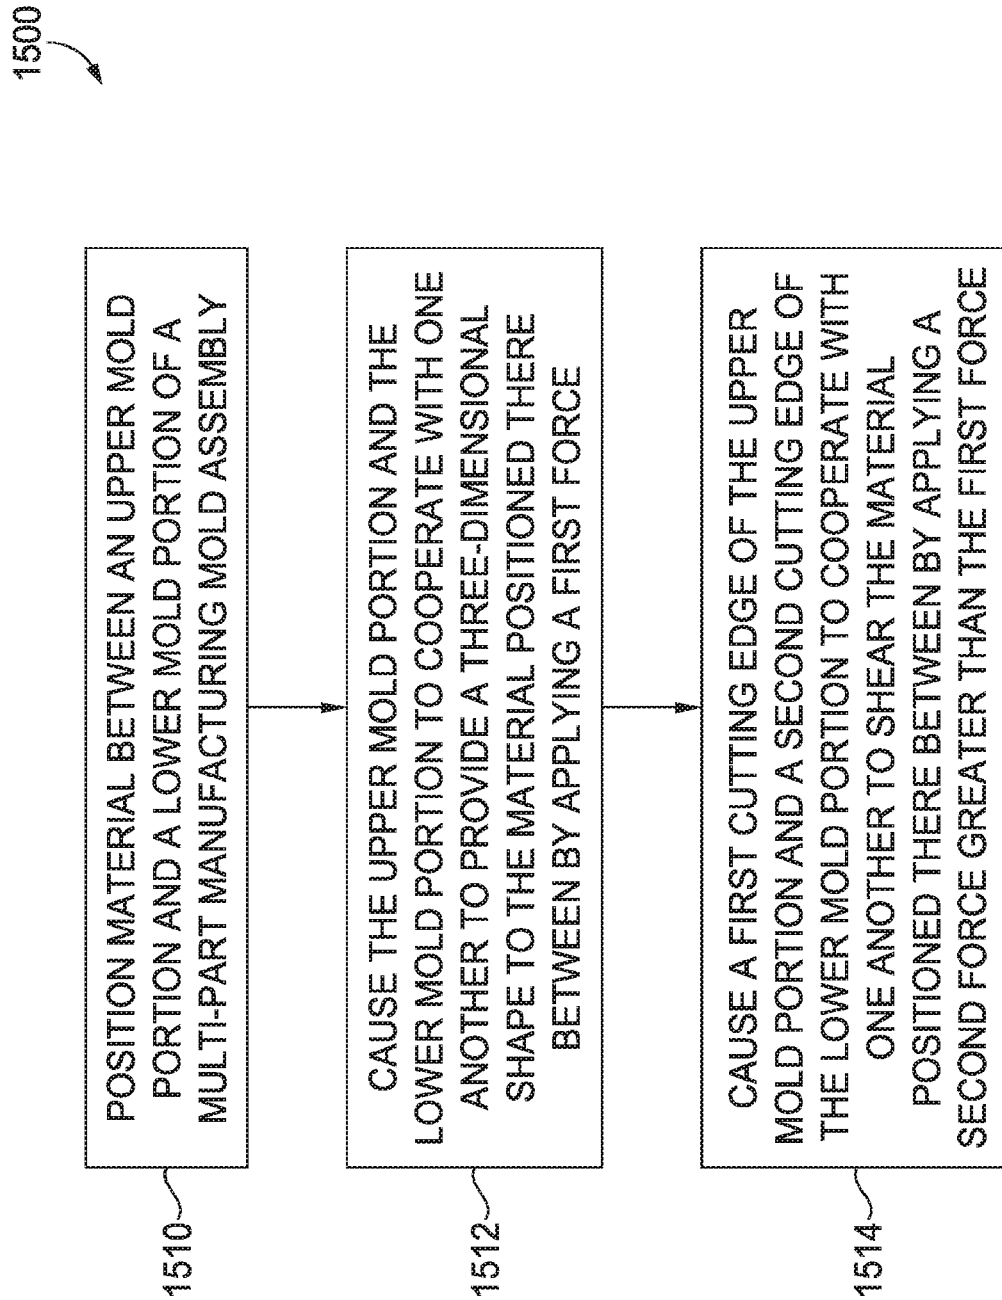 1500
1510
POSITION MATERIAL BETWEEN AN UPPER MOLD
PORTION AND A LOWER MOLD PORTION OF A
MULTI-PART MANUFACTURING MOLD ASSEMBLY
1512
CAUSE THE UPPER MOLD PORTION AND THE
LOWER MOLD PORTION TO COOPERATE WITH ONE
ANOTHER TO PROVIDE A THREE-DIMENSIONAL
SHAPE TO THE MATERIAL POSITIONED THERE
BETWEEN BY APPLYING A FIRST FORCE
1514
CAUSE A FIRST CUTTING EDGE OF THE UPPER
MOLD PORTION AND A SECOND CUTTING EDGE OF
THE LOWER MOLD PORTION TO COOPERATE WITH
ONE ANOTHER TO SHEAR THE MATERIAL
POSITIONED THERE BETWEEN BY APPLYING A
SECOND FORCE GREATER THAN THE FIRST FORCE